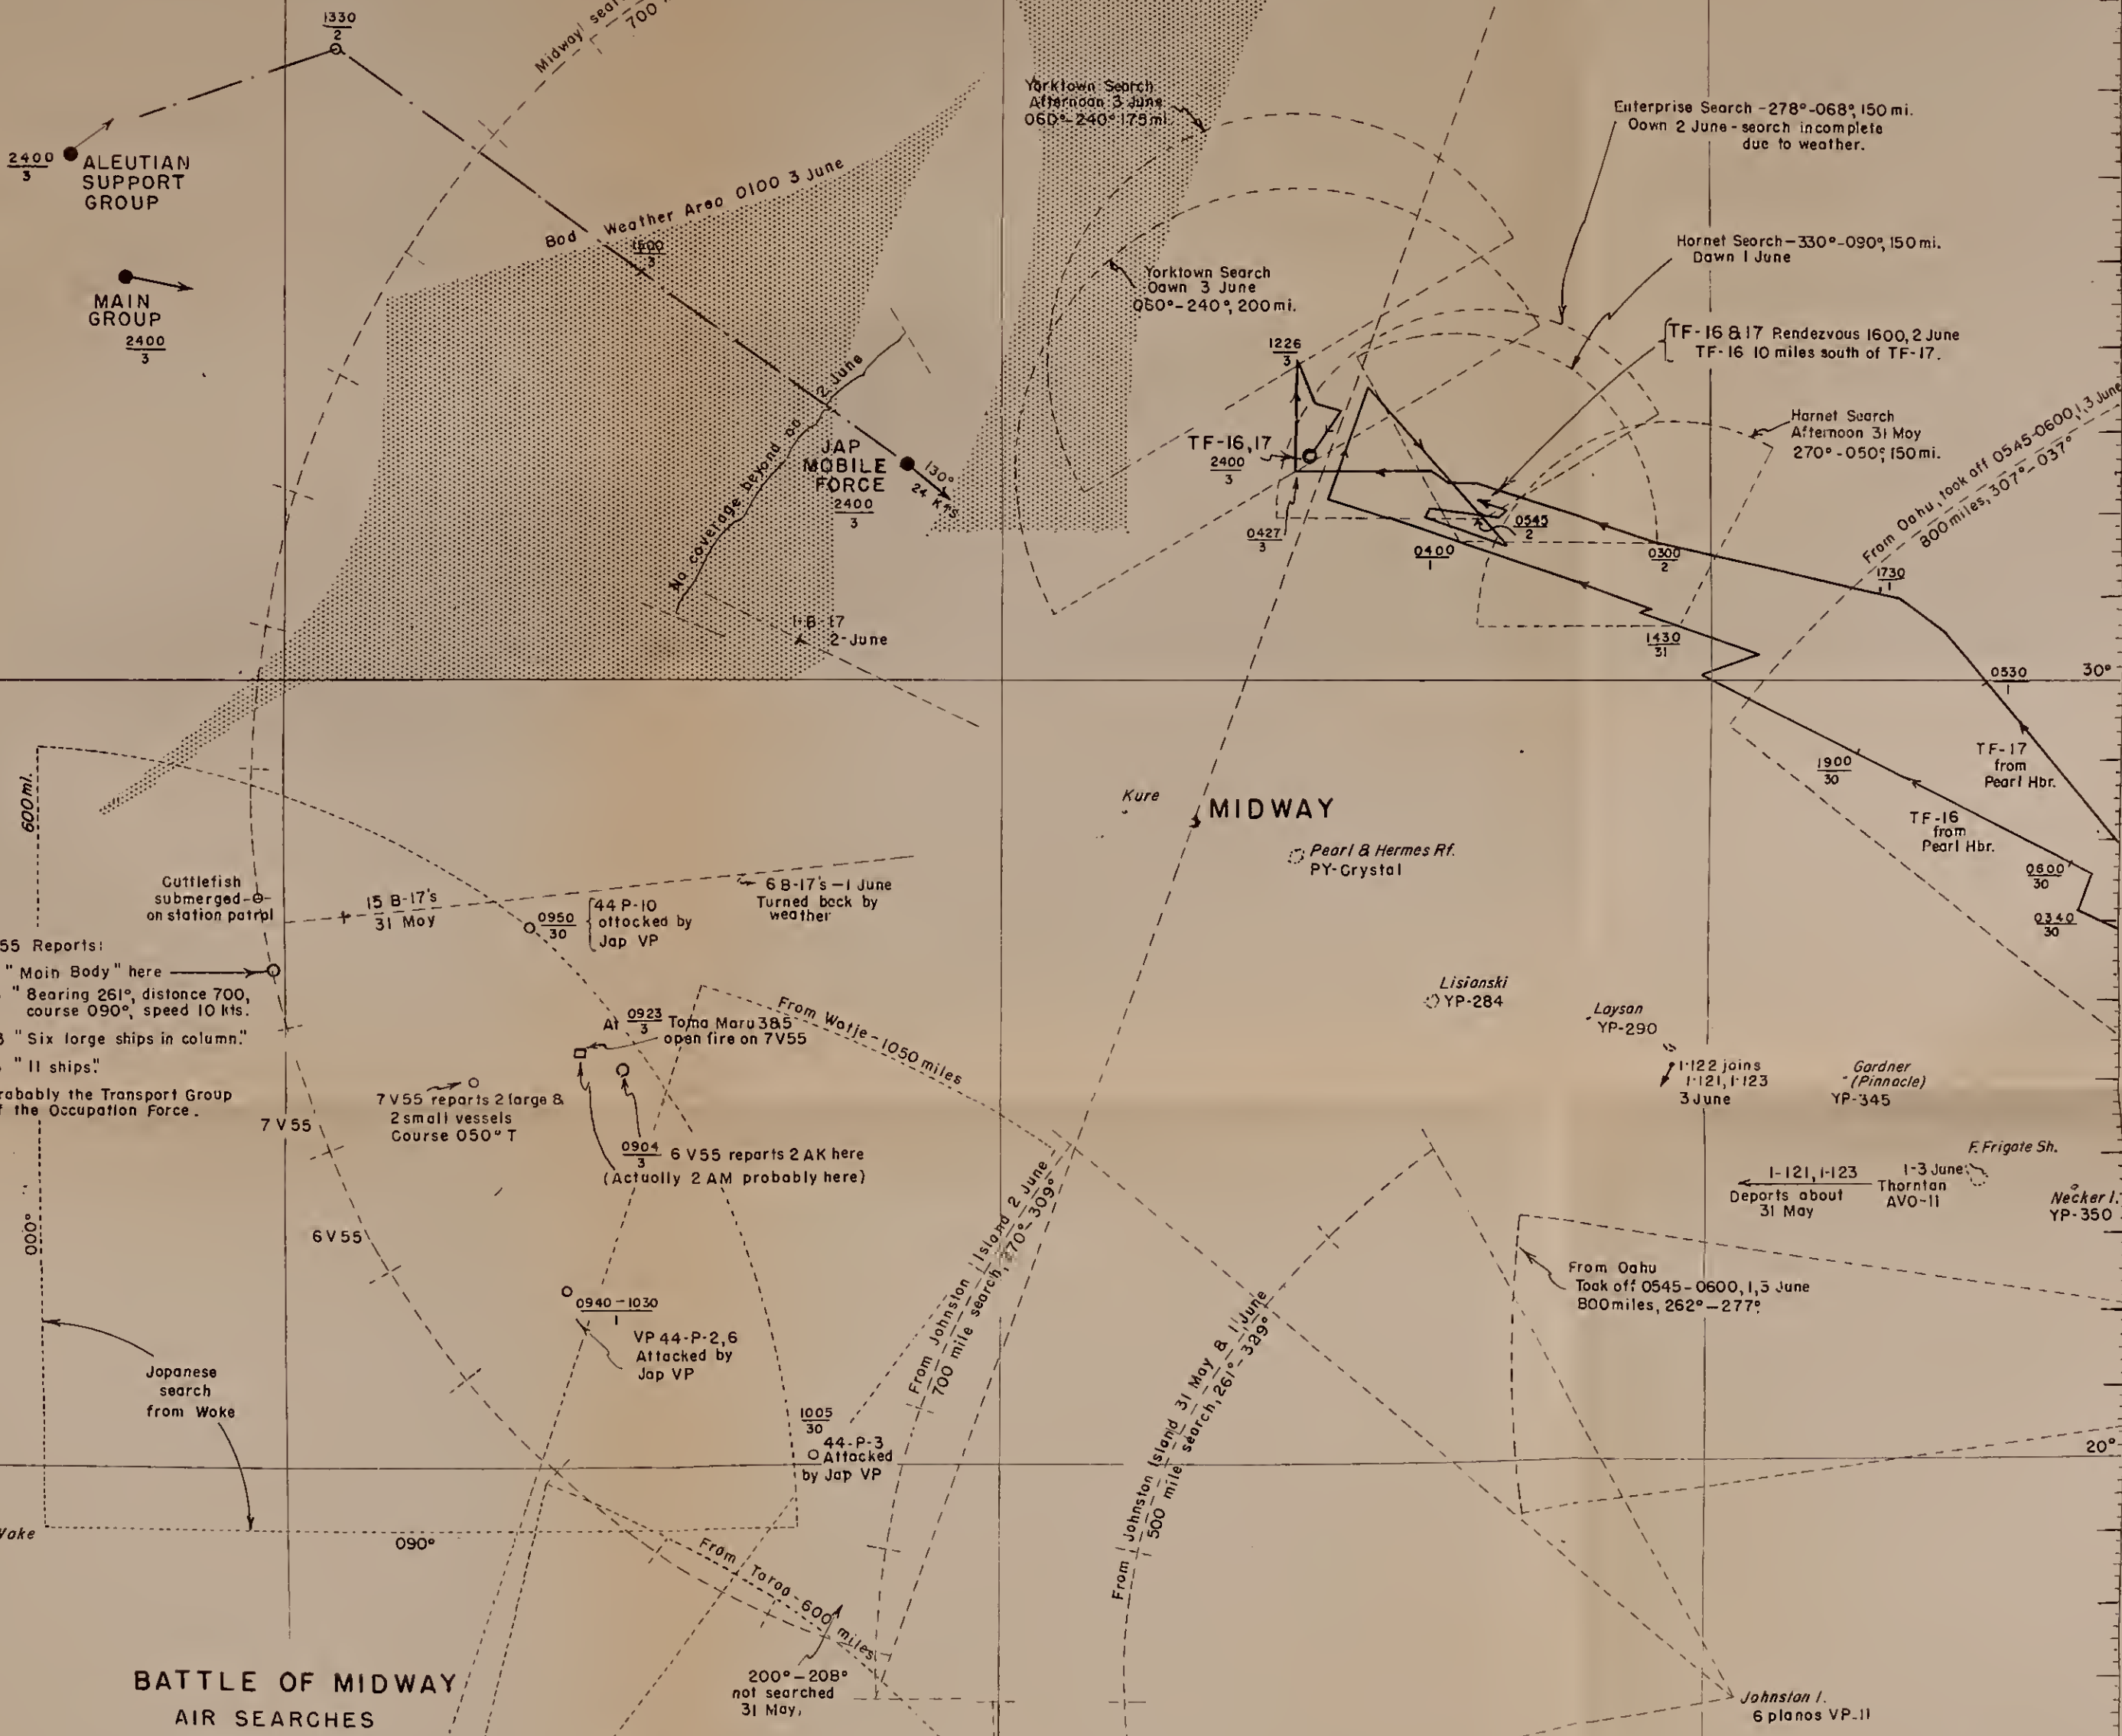 1330
2
Midway
700
2400
3
ALEUTIAN
SUPPORT
GROUP
MAIN
GROUP
2400
3
Bad Weather Area 0100 3 June
1500
3
No coverage beyond on 2 June
JAP
MOBILE
FORCE
2400
3
130°
24 Kts
1-B-17
2-June
Yorktown Search
Afternoon 3 June
060°-240° 175mi.
Yorktown Search
Dawn 3 June
060°-240°, 200mi.
Enterprise Search -278°-068°, 150 mi.
Dawn 2 June - search incomplete
due to weather.
Hornet Search-330°-090°, 150 mi.
Dawn 1 June
TF-16 & 17 Rendezvous 1600, 2 June
TF-16 10 miles south of TF-17.
Hornet Search
Afternoon 31 May
270°-050°, 150 mi.
From Oahu, took off 0545-0600, 1,3 June
800 miles, 307°-037°
1226
3
TF-16,17
2400
3
0427
3
0400
1
0545
2
0300
2
1730
1
1430
31
0530
1
30°
TF-17
from
Pearl Hbr.
1900
30
TF-16
from
Pearl Hbr.
0600
30
0340
30
600mi.
Kure
MIDWAY
Pearl & Hermes Rf.
PY-Crystal
Cuttlefish
submerged
on station patrol
15 B-17's
31 May
6 B-17's - 1 June
Turned back by
weather
0950
30
44 P-10
attacked by
Jap VP
55 Reports:
"Main Body" here
"Bearing 261°, distance 700,
course 090°, speed 10 kts.
"Six large ships in column."
"11 ships."
the Transport Group
the Occupation Force.
7V55
6V55
000°
At 0923
3
Toma Maru 3&5
open fire on 7V55
From Wotje - 1050 miles
7V55 reports 2 large &
2 small vessels
Course 050° T
0904
3
6V55 reports 2 AK here
(Actually 2 AM probably here)
Lisianski
YP-284
Laysan
YP-290
1-122 joins
1-121, 1-123
3 June
Gardner
(Pinnacle)
YP-345
F. Frigate Sh.
1-121, 1-123
Departs about
31 May
1-3 June
Thornton
AVD-11
Necker I.
YP-350
From Oahu
Took off 0545-0600, 1,3 June
800 miles, 262°-277°.
0940-1030
1
VP 44-P-2,6
Attacked by
Jap VP
Japanese
search
from Wake
1005
30
44-P-3
Attacked
by Jap VP
From Johnston Island 2 June
700 mile search, 270°-309°
From Johnston Island 31 May & 1 June
500 mile search, 261°-329°
20°
Wake
090°
From Taroa - 600 miles
200°-208°
not searched
31 May.
BATTLE OF MIDWAY
AIR SEARCHES
Johnston I.
6 planes VP-11